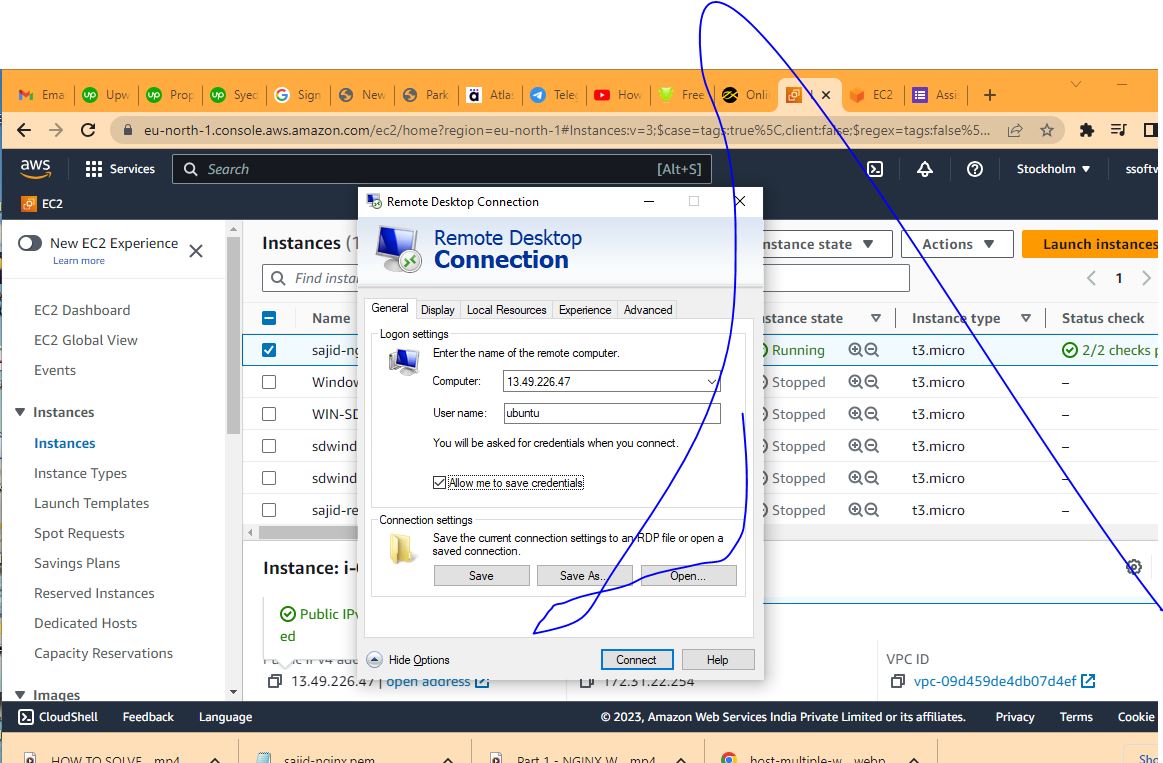 Ema
Upw
Prop
Syed
Sign
New
Park
Atla
Tele
How
Free
Onli
EC2
Assi
eu-north-1.console.aws.amazon.com/ec2/home?region=eu-north-1#Instances:v=3;$case=tags:true%5C,client:false;$regex=tags:false%5...
aws
Services
Search
[Alt+S]
Stockholm
ssoftw
EC2
New EC2 Experience
Learn more
EC2 Dashboard
EC2 Global View
Events
Instances
Instances
Instance Types
Launch Templates
Spot Requests
Savings Plans
Reserved Instances
Dedicated Hosts
Capacity Reservations
Images
Instances (1
nstance state
Actions
Launch instances
Find insta
1
Name
nstance state
Instance type
Status check
sajid-ng
Running
t3.micro
2/2 checks p
Window
Stopped
t3.micro
–
WIN-SD
Stopped
t3.micro
–
sdwind
Stopped
t3.micro
–
sdwind
Stopped
t3.micro
–
sajid-re
Stopped
t3.micro
–
Remote Desktop Connection
Remote Desktop
Connection
General
Display
Local Resources
Experience
Advanced
Logon settings
Enter the name of the remote computer.
Computer:
13.49.226.47
User name:
ubuntu
You will be asked for credentials when you connect.
Allow me to save credentials
Connection settings
Save the current connection settings to an RDP file or open a
saved connection.
Save
Save As...
Open...
Hide Options
Connect
Help
Instance: i-
Public IPv
ed
Public IPv4 add
13.49.226.47 | open address
172.31.22.254
VPC ID
vpc-09d459de4db07d4ef
CloudShell
Feedback
Language
© 2023, Amazon Web Services India Private Limited or its affiliates.
Privacy
Terms
Cookie
HOW TO SOLVE ....mp4
sajid-nginx.pem
Part 1 - NGINX W....mp4
host-multiple-w....webp
Sho